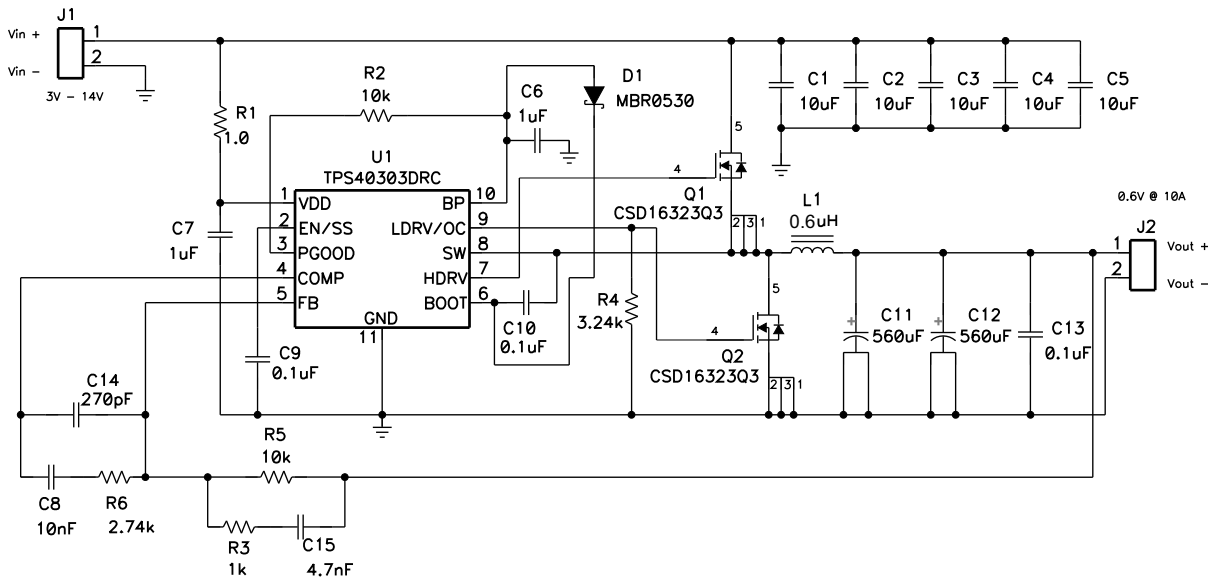 J1
Vin +
1
2
Vin –
3V – 14V
R1
1.0
R2
10k
C6
1uF
D1
MBR0530
C1
10uF
C2
10uF
C3
10uF
C4
10uF
C5
10uF
U1
TPS40303DRC
1
VDD
2
EN/SS
3
PGOOD
4
COMP
5
FB
BP
10
LDRV/OC
9
SW
8
HDRV
7
BOOT
6
GND
11
C7
1uF
5
4
Q1
CSD16323Q3
2
3
1
L1
0.6uH
0.6V @ 10A
J2
1
Vout +
2
Vout –
C10
0.1uF
R4
3.24k
5
4
Q2
CSD16323Q3
2
3
1
+
C11
560uF
+
C12
560uF
C13
0.1uF
C9
0.1uF
C14
270pF
C8
10nF
R6
2.74k
R5
10k
R3
1k
C15
4.7nF